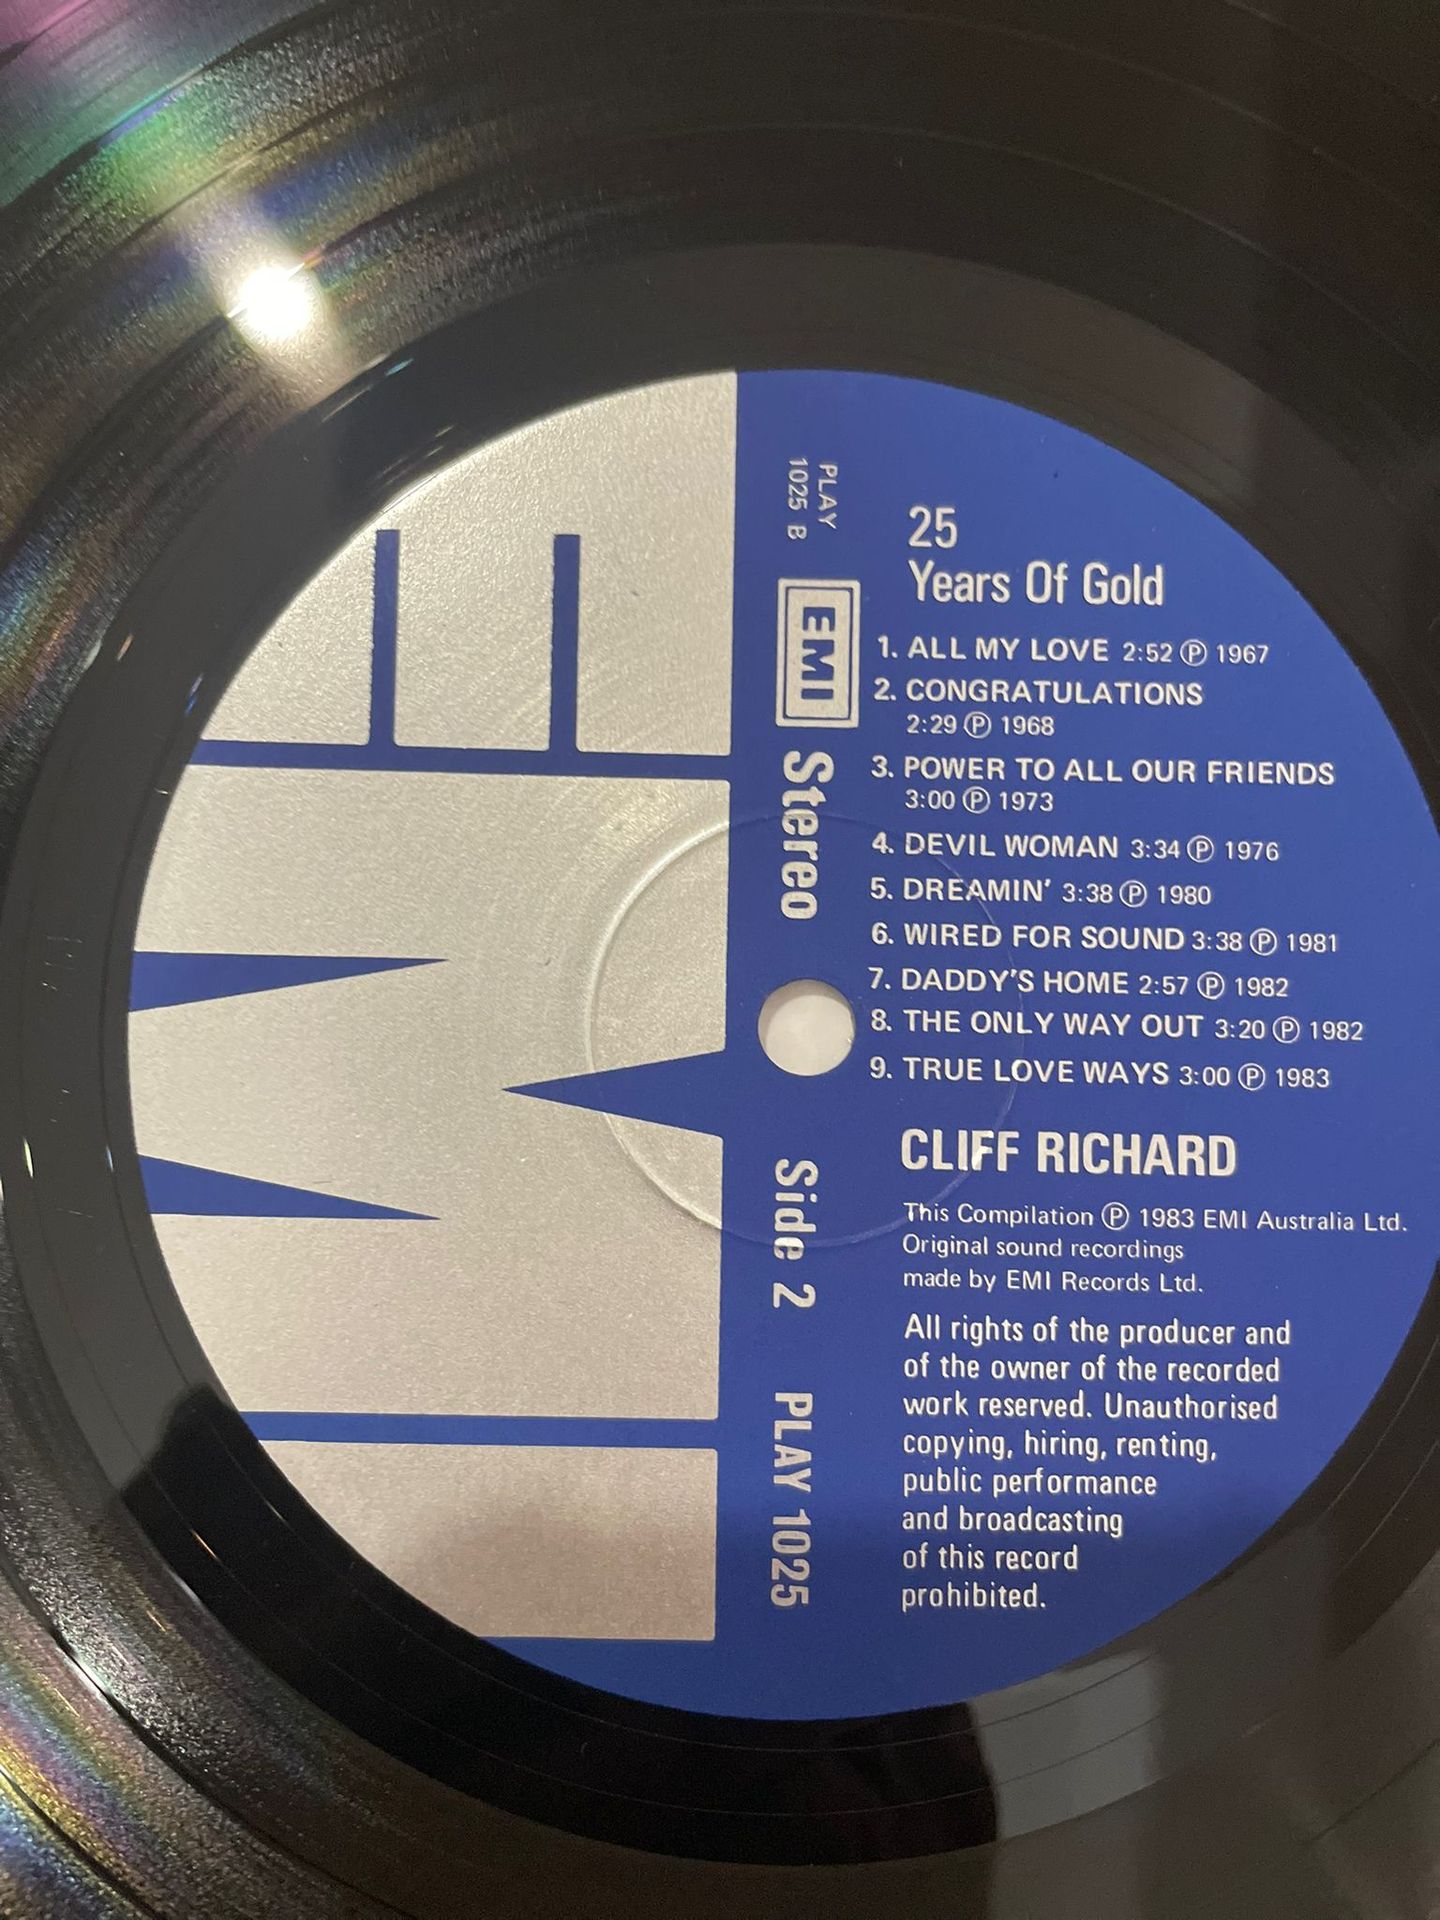 PLAY
1025 B
EMI
Stereo
Side 2
PLAY 1025
25
Years Of Gold
1. ALL MY LOVE 2:52 Ⓟ 1967
2. CONGRATULATIONS
2:29 Ⓟ 1968
3. POWER TO ALL OUR FRIENDS
3:00 Ⓟ 1973
4. DEVIL WOMAN 3:34 Ⓟ 1976
5. DREAMIN' 3:38 Ⓟ 1980
6. WIRED FOR SOUND 3:38 Ⓟ 1981
7. DADDY'S HOME 2:57 Ⓟ 1982
8. THE ONLY WAY OUT 3:20 Ⓟ 1982
9. TRUE LOVE WAYS 3:00 Ⓟ 1983
CLIFF RICHARD
This Compilation Ⓟ 1983 EMI Australia Ltd.
Original sound recordings
made by EMI Records Ltd.
All rights of the producer and
of the owner of the recorded
work reserved. Unauthorised
copying, hiring, renting,
public performance
and broadcasting
of this record
prohibited.